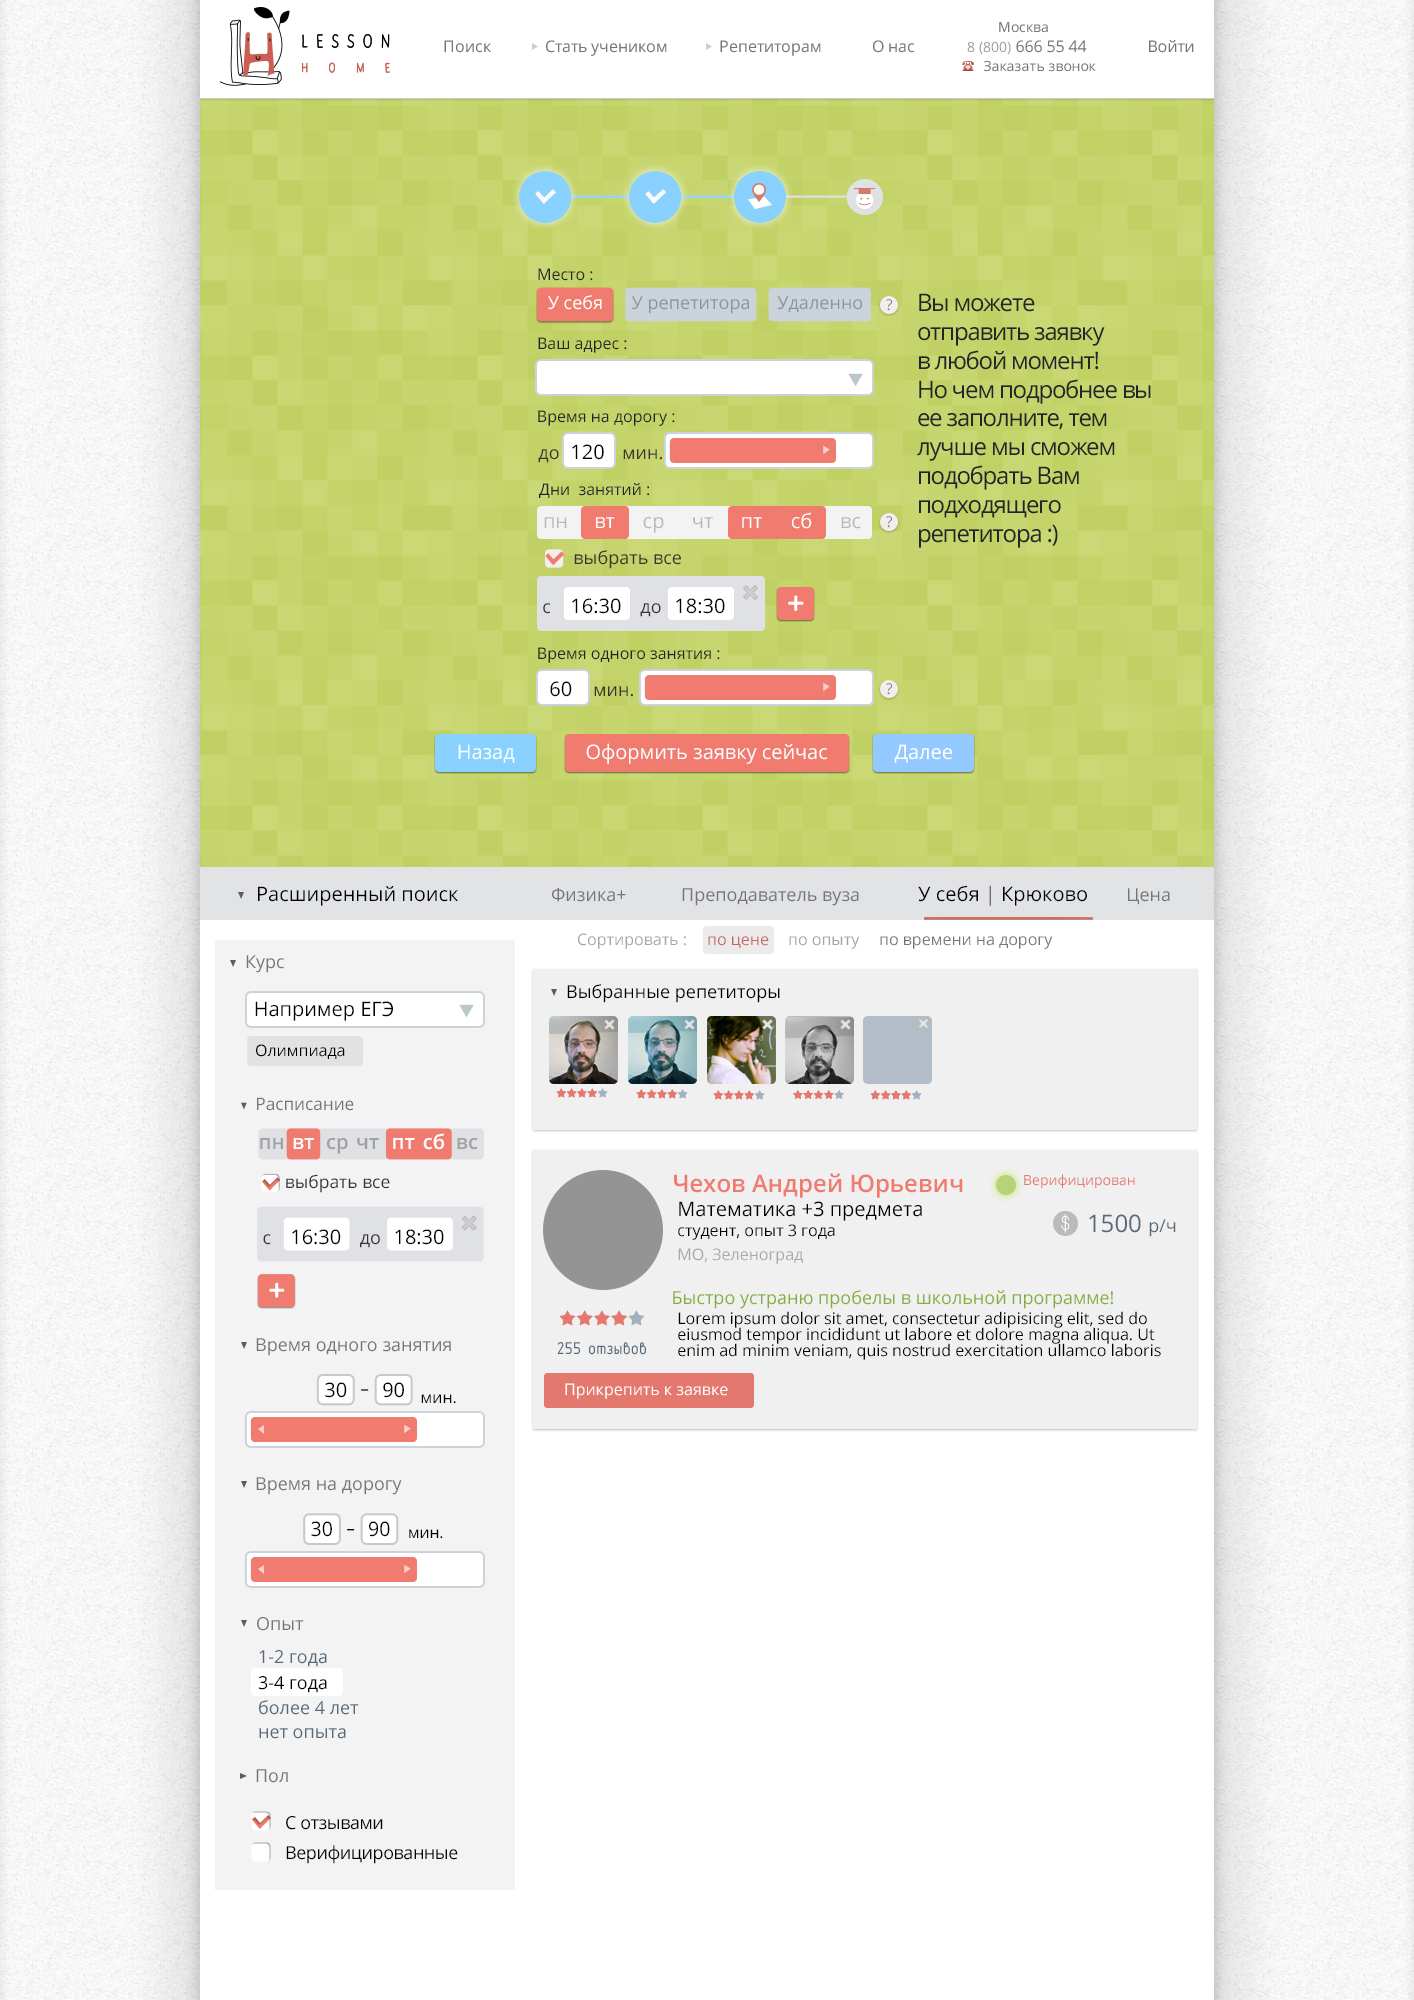 LESSON
HOME
Поиск
Стать учеником
Репетиторам
О нас
Москва
8 (800) 666 55 44
Заказать звонок
Войти
Место :
У себя
У репетитора
Удаленно
?
Ваш адрес :
Время на дорогу :
до 120 мин.
Дни занятий :
пн вт ср чт пт сб вс
?
выбрать все
с 16:30 до 18:30
+
Время одного занятия :
60 мин.
?
Вы можете
отправить заявку
в любой момент!
Но чем подробнее вы
ее заполните, тем
лучше мы сможем
подобрать Вам
подходящего
репетитора :)
Назад
Оформить заявку сейчас
Далее
Расширенный поиск
Физика+
Преподаватель вуза
У себя | Крюково
Цена
Курс
Например ЕГЭ
Олимпиада
Расписание
пн вт ср чт пт сб вс
выбрать все
с 16:30 до 18:30
+
Время одного занятия
30 – 90 мин.
Время на дорогу
30 – 90 мин.
Опыт
1-2 года
3-4 года
более 4 лет
нет опыта
Пол
С отзывами
Верифицированные
Сортировать : по цене по опыту по времени на дорогу
Выбранные репетиторы
Чехов Андрей Юрьевич
Верифицирован
Математика +3 предмета
студент, опыт 3 года
МО, Зеленоград
$ 1500 р/ч
Быстро устраню пробелы в школьной программе!
Lorem ipsum dolor sit amet, consectetur adipisicing elit, sed do
eiusmod tempor incididunt ut labore et dolore magna aliqua. Ut
enim ad minim veniam, quis nostrud exercitation ullamco laboris
255 отзывов
Прикрепить к заявке